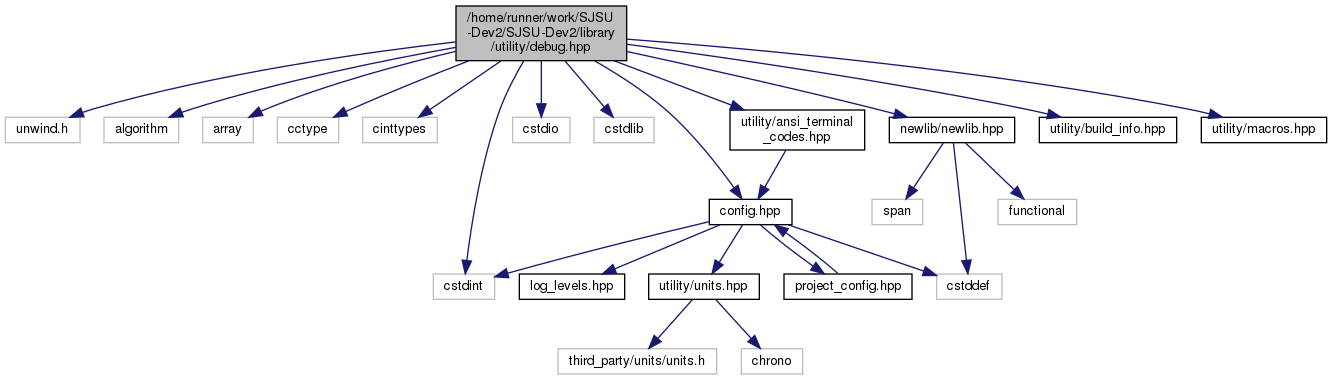 /home/runner/work/SJSU
-Dev2/SJSU-Dev2/library
/utility/debug.hpp
unwind.h
algorithm
array
cctype
cinttypes
cstdio
cstdlib
utility/ansi_terminal
_codes.hpp
newlib/newlib.hpp
utility/build_info.hpp
utility/macros.hpp
config.hpp
span
functional
cstdint
log_levels.hpp
utility/units.hpp
project_config.hpp
cstddef
third_party/units/units.h
chrono